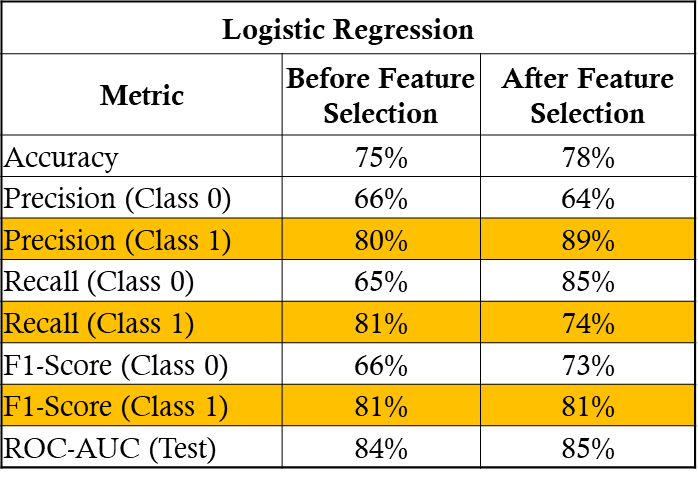 Logistic Regression
Metric Before Feature Selection After Feature Selection
Accuracy 75% 78%
Precision (Class 0) 66% 64%
Precision (Class 1) 80% 89%
Recall (Class 0) 65% 85%
Recall (Class 1) 81% 74%
F1-Score (Class 0) 66% 73%
F1-Score (Class 1) 81% 81%
ROC-AUC (Test) 84% 85%